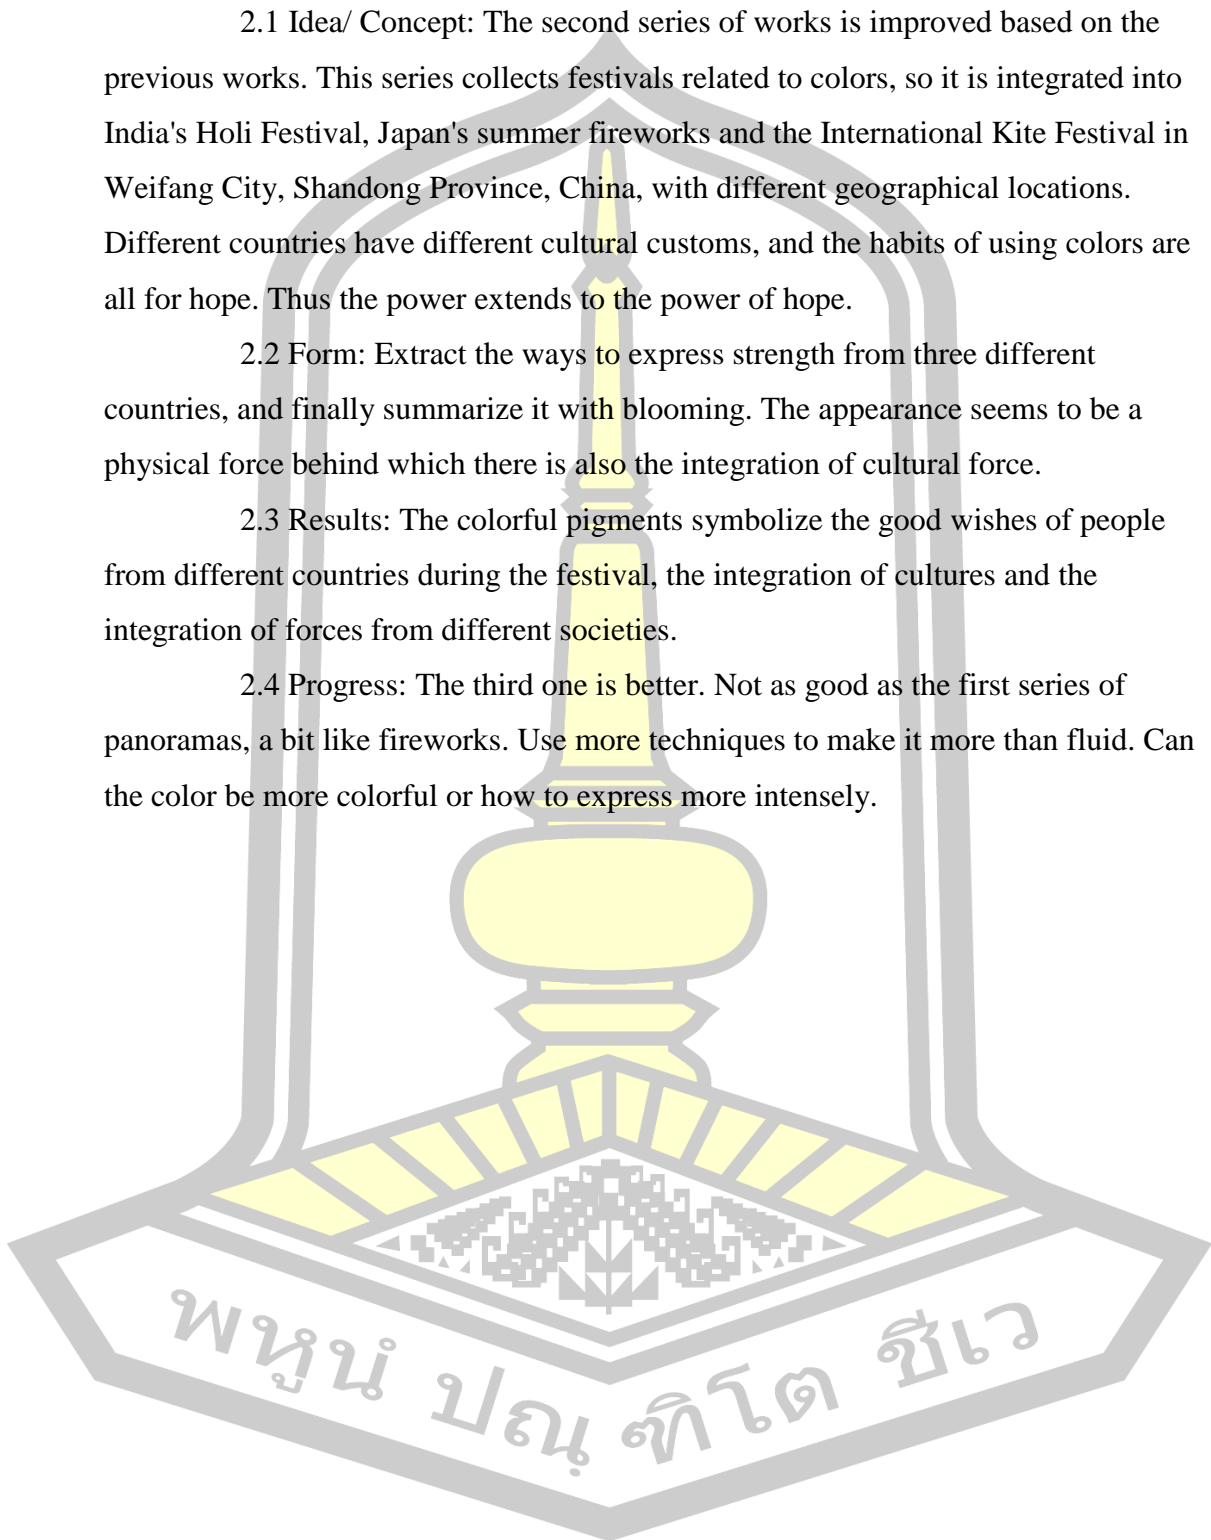 2.1 Idea/ Concept: The second series of works is improved based on the
previous works. This series collects festivals related to colors, so it is integrated into
India's Holi Festival, Japan's summer fireworks and the International Kite Festival in
Weifang City, Shandong Province, China, with different geographical locations.
Different countries have different cultural customs, and the habits of using colors are
all for hope. Thus the power extends to the power of hope.
2.2 Form: Extract the ways to express strength from three different
countries, and finally summarize it with blooming. The appearance seems to be a
physical force behind which there is also the integration of cultural force.
2.3 Results: The colorful pigments symbolize the good wishes of people
from different countries during the festival, the integration of cultures and the
integration of forces from different societies.
2.4 Progress: The third one is better. Not as good as the first series of
panoramas, a bit like fireworks. Use more techniques to make it more than fluid. Can
the color be more colorful or how to express more intensely.
พหูนํ ปณฺฑิโต ชีเว